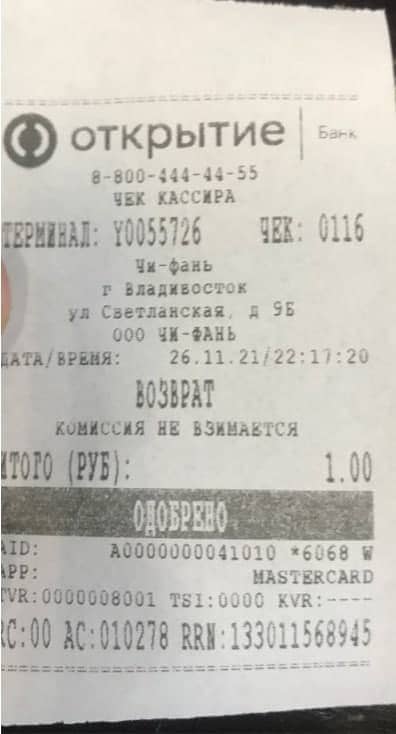 ОТКРЫТИЕ Банк
8-800-444-44-55
ЧЕК КАССИРА
ТЕРМИНАЛ: Y0055726 ЧЕК: 0116
Чи-фань
г Владивосток
ул Светланская, д 9Б
ООО ЧИ-ФАНЬ
ДАТА/ВРЕМЯ: 26.11.21/22:17:20
ВОЗВРАТ
КОМИССИЯ НЕ ВЗИМАЕТСЯ
ИТОГО (РУБ): 1.00
ОДОБРЕНО
AID: A0000000041010 *6068 W
APP: MASTERCARD
TVR:0000008001 TSI:0000 KVR:----
RC:00 AC:010278 RRN:133011568945